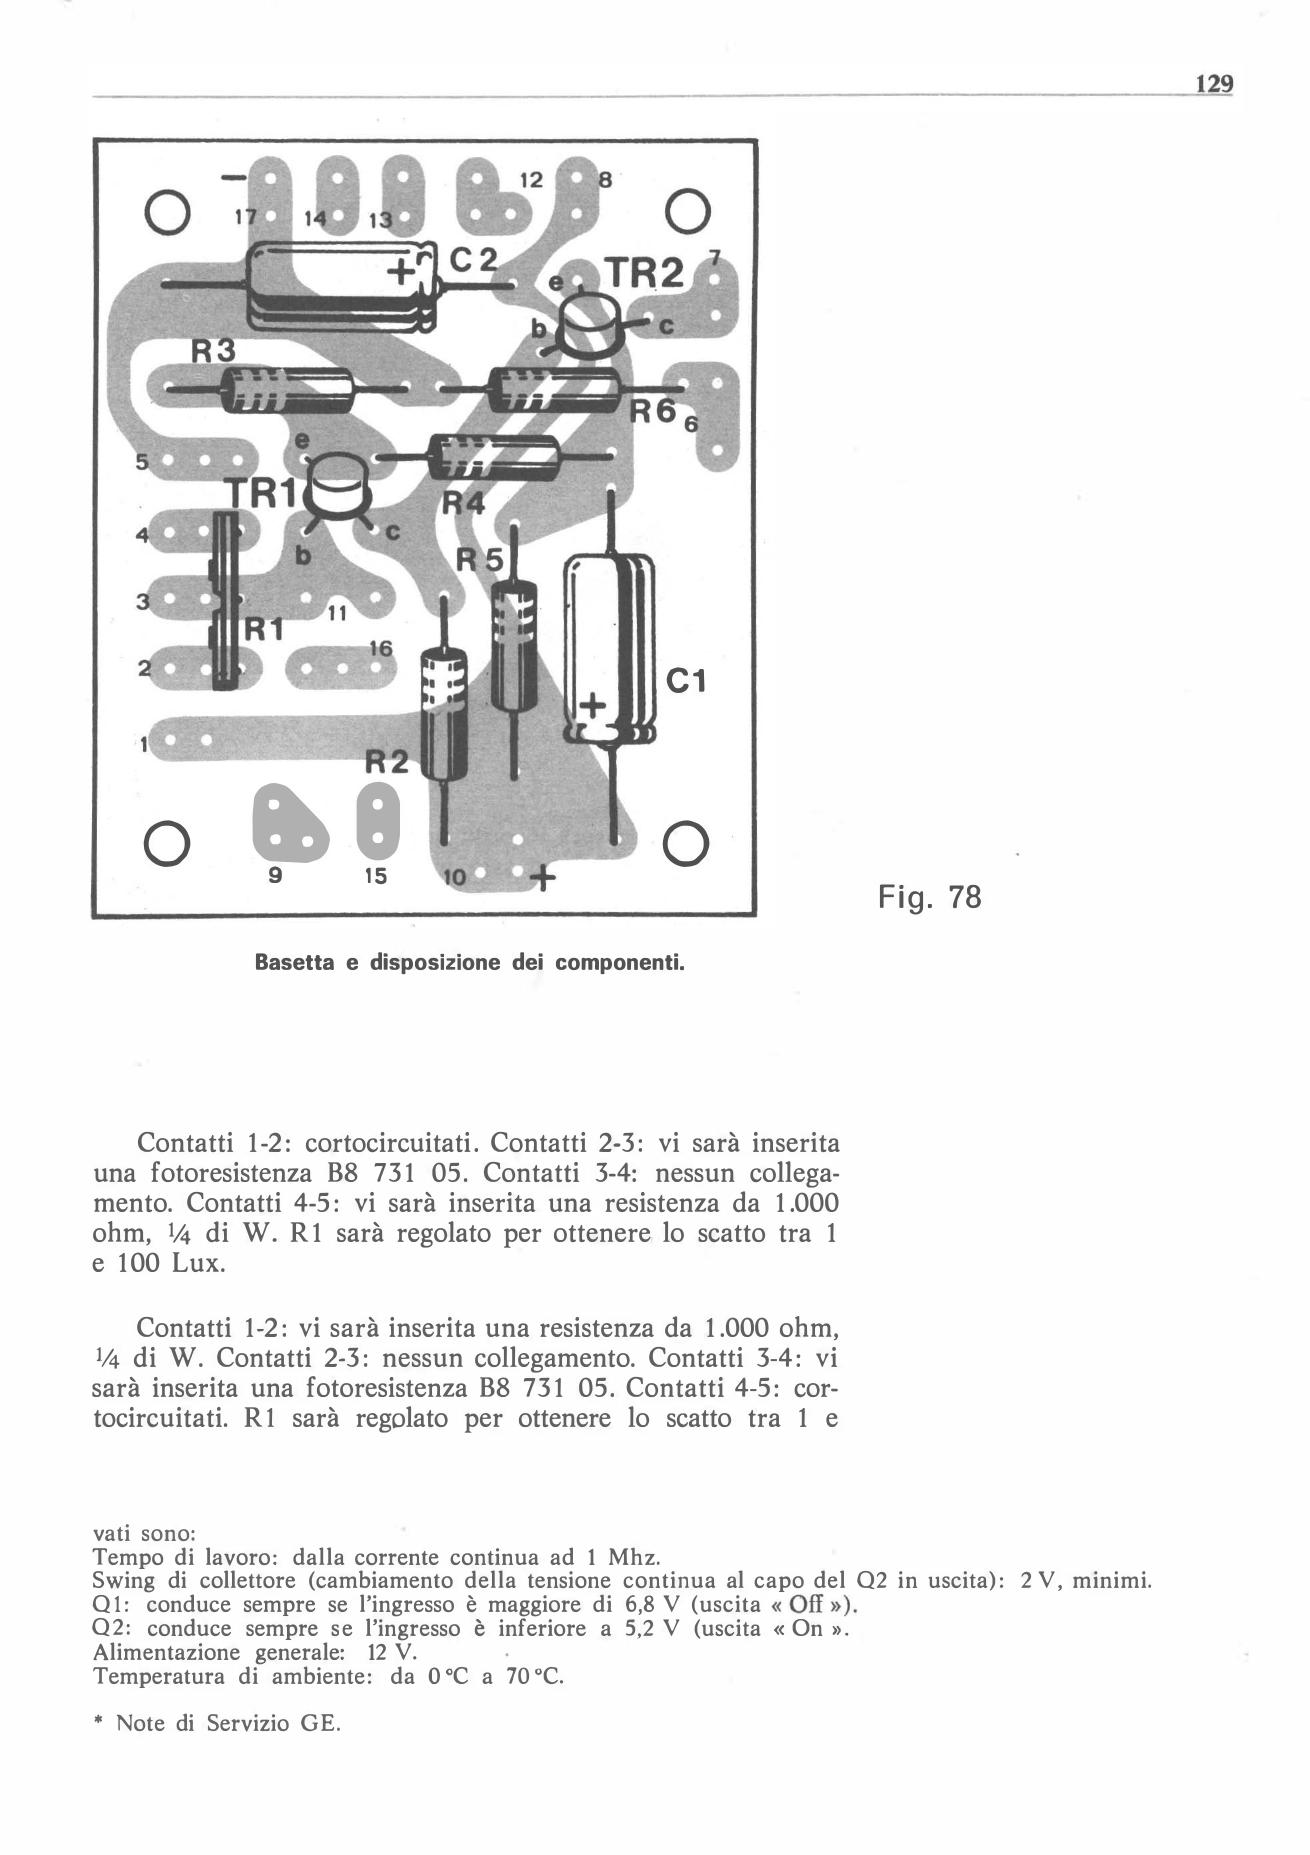 129
−
17
14
13
12
8
+
C2
e
TR2
7
b
c
R3
R6
6
e
5
TR1
R4
4
b
c
R5
3
11
R1
16
2
C1
+
1
R2
9
15
10
+
Fig. 78
Basetta e disposizione dei componenti.
Contatti 1-2: cortocircuitati. Contatti 2-3: vi sarà inserita
una fotoresistenza B8 731 05. Contatti 3-4: nessun collega-
mento. Contatti 4-5: vi sarà inserita una resistenza da 1.000
ohm, ¼ di W. R1 sarà regolato per ottenere lo scatto tra 1
e 100 Lux.
Contatti 1-2: vi sarà inserita una resistenza da 1.000 ohm,
¼ di W. Contatti 2-3: nessun collegamento. Contatti 3-4: vi
sarà inserita una fotoresistenza B8 731 05. Contatti 4-5: cor-
tocircuitati. R1 sarà regolato per ottenere lo scatto tra 1 e
vati sono:
Tempo di lavoro: dalla corrente continua ad 1 Mhz.
Swing di collettore (cambiamento della tensione continua al capo del Q2 in uscita): 2 V, minimi.
Q1: conduce sempre se l'ingresso è maggiore di 6,8 V (uscita « Off »).
Q2: conduce sempre se l'ingresso è inferiore a 5,2 V (uscita « On ».
Alimentazione generale: 12 V.
Temperatura di ambiente: da 0 °C a 70 °C.
* Note di Servizio GE.